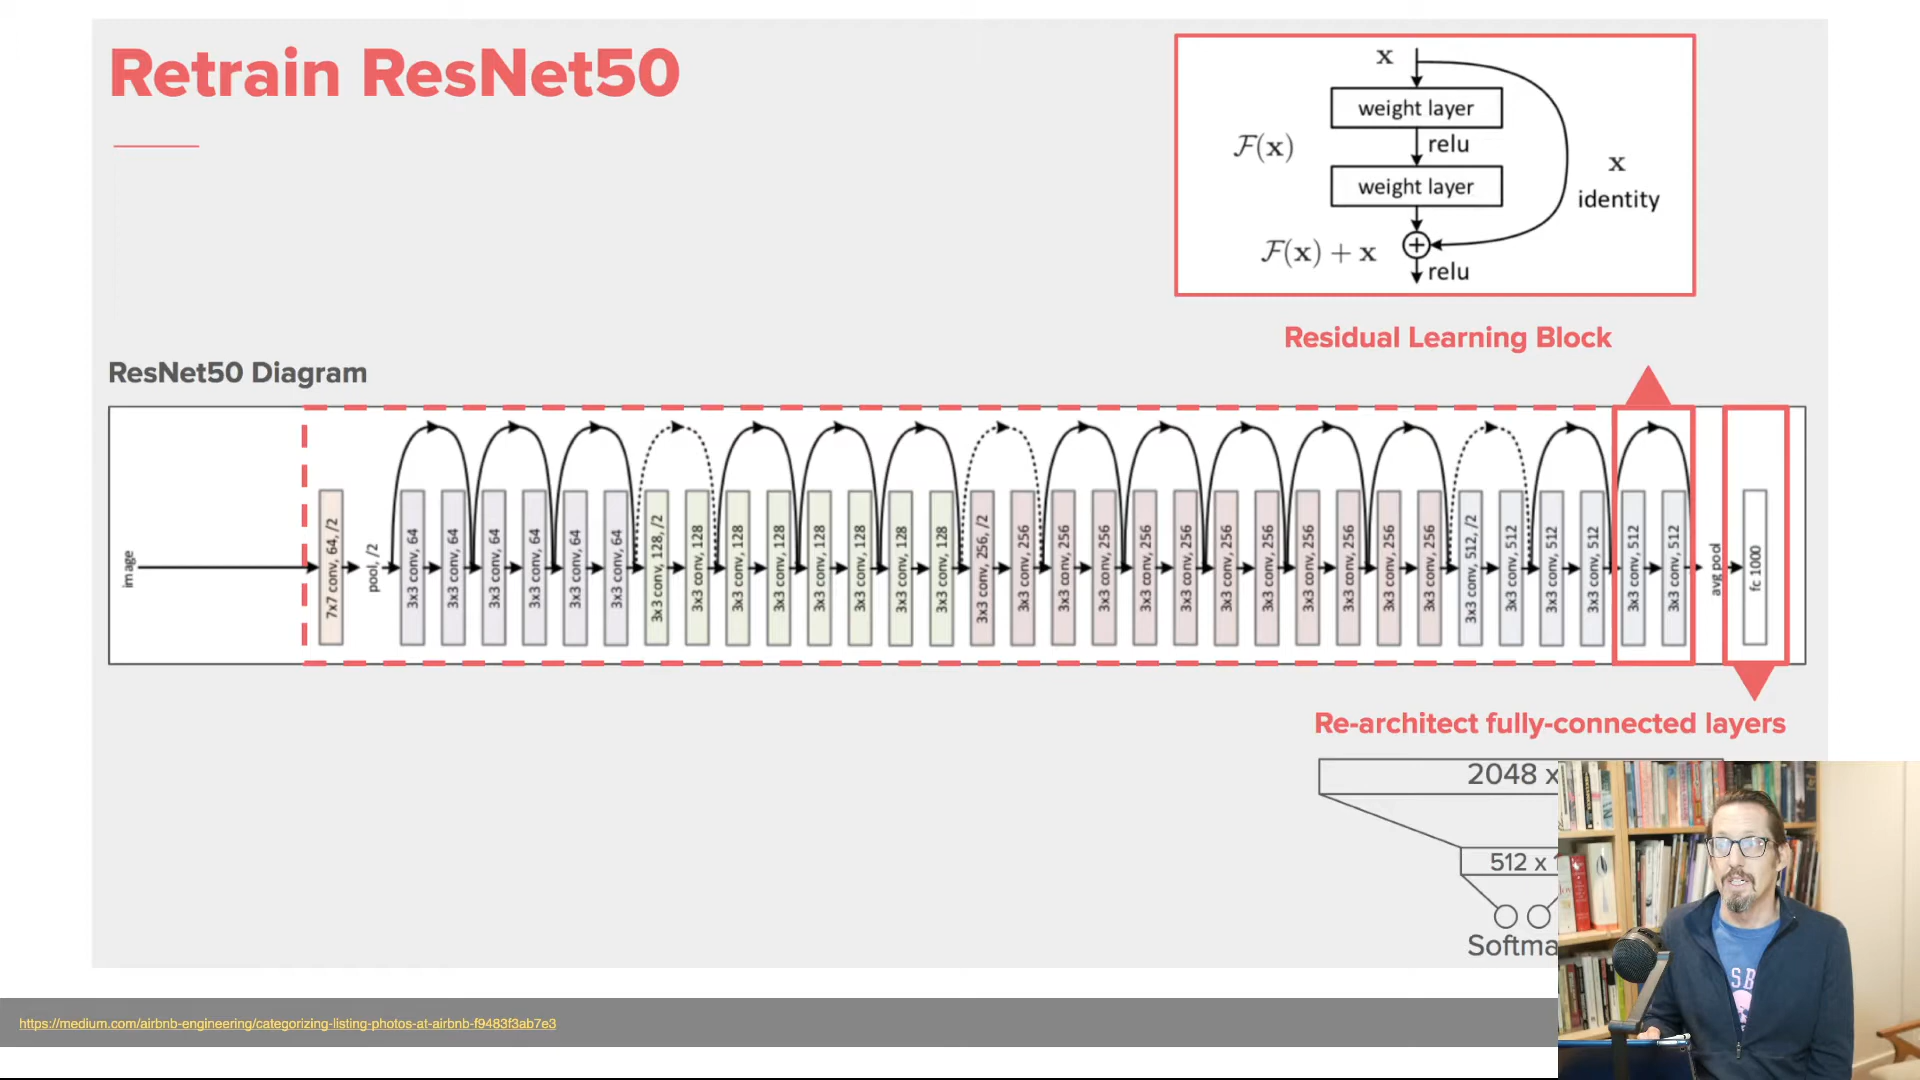 Retrain ResNet50
x
weight layer
relu
F(x)
weight layer
x
identity
F(x) + x
relu
Residual Learning Block
ResNet50 Diagram
image
7x7 conv, 64, /2
pool, /2
3x3 conv, 64
3x3 conv, 64
3x3 conv, 64
3x3 conv, 64
3x3 conv, 64
3x3 conv, 64
3x3 conv, 128, /2
3x3 conv, 128
3x3 conv, 128
3x3 conv, 128
3x3 conv, 128
3x3 conv, 128
3x3 conv, 128
3x3 conv, 128
3x3 conv, 256, /2
3x3 conv, 256
3x3 conv, 256
3x3 conv, 256
3x3 conv, 256
3x3 conv, 256
3x3 conv, 256
3x3 conv, 256
3x3 conv, 256
3x3 conv, 256
3x3 conv, 256
3x3 conv, 256
3x3 conv, 512, /2
3x3 conv, 512
3x3 conv, 512
3x3 conv, 512
3x3 conv, 512
3x3 conv, 512
avg pool
fc 1000
Re-architect fully-connected layers
2048 x
512 x
Softma
S B
https://medium.com/airbnb-engineering/categorizing-listing-photos-at-airbnb-f9483f3ab7e3